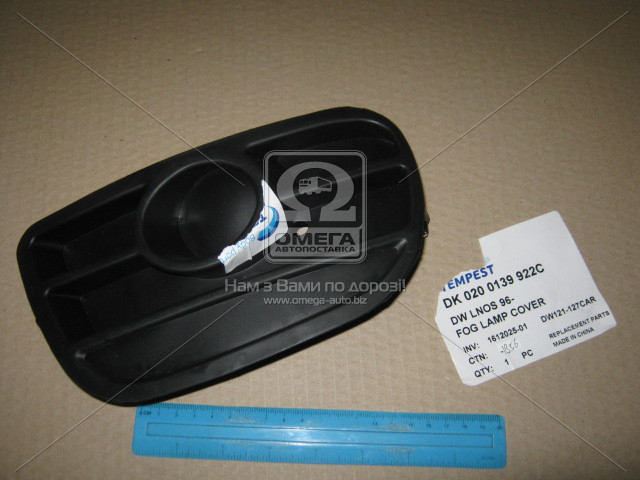 ОМЕГА
АВТОПОСТАВКА
Нам з Вами по дорозі!
www.omega-auto.biz
TEMPEST
DK 020 0139 922C
DW LNOS 96-
FOG LAMP COVER
DW121-127CAR
INV: 1612025-01
CTN:
REPLACEMENT PARTS
MADE IN CHINA
QTY: 1 PC